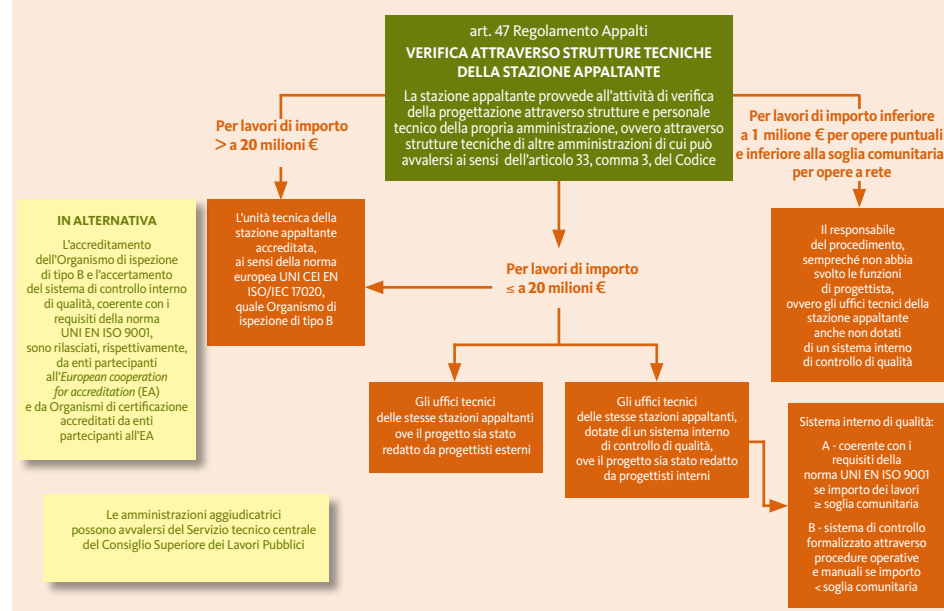 art. 47 Regolamento Appalti
VERIFICA ATTRAVERSO STRUTTURE TECNICHE
DELLA STAZIONE APPALTANTE
La stazione appaltante provvede all'attività di verifica
della progettazione attraverso strutture e personale
tecnico della propria amministrazione, ovvero attraverso
strutture tecniche di altre amministrazioni di cui può
avvalersi ai sensi dell'articolo 33, comma 3, del Codice
Per lavori di importo
> a 20 milioni €
Per lavori di importo inferiore
a 1 milione € per opere puntuali
e inferiore alla soglia comunitaria
per opere a rete
IN ALTERNATIVA
L'accreditamento
dell'Organismo di ispezione
di tipo B e l'accertamento
del sistema di controllo interno
di qualità, coerente con i
requisiti della norma
UNI EN ISO 9001,
sono rilasciati, rispettivamente,
da enti partecipanti
all'European cooperation
for accreditation (EA)
e da Organismi di certificazione
accreditati da enti
partecipanti all'EA
L'unità tecnica della
stazione appaltante
accreditata,
ai sensi della norma
europea UNI CEI EN
ISO/IEC 17020,
quale Organismo di
ispezione di tipo B
Per lavori di importo
≤ a 20 milioni €
Il responsabile
del procedimento,
sempreché non abbia
svolto le funzioni
di progettista,
ovvero gli uffici tecnici della
stazione appaltante
anche non dotati
di un sistema interno
di controllo di qualità
Gli uffici tecnici
delle stesse stazioni appaltanti
ove il progetto sia stato
redatto da progettisti esterni
Gli uffici tecnici
delle stesse stazioni appaltanti,
dotate di un sistema interno
di controllo di qualità,
ove il progetto sia stato redatto
da progettisti interni
Sistema interno di qualità:
A - coerente con i
requisiti della
norma UNI EN ISO 9001
se importo dei lavori
≥ soglia comunitaria
B - sistema di controllo
formalizzato attraverso
procedure operative
e manuali se importo
< soglia comunitaria
Le amministrazioni aggiudicatrici
possono avvalersi del Servizio tecnico centrale
del Consiglio Superiore dei Lavori Pubblici